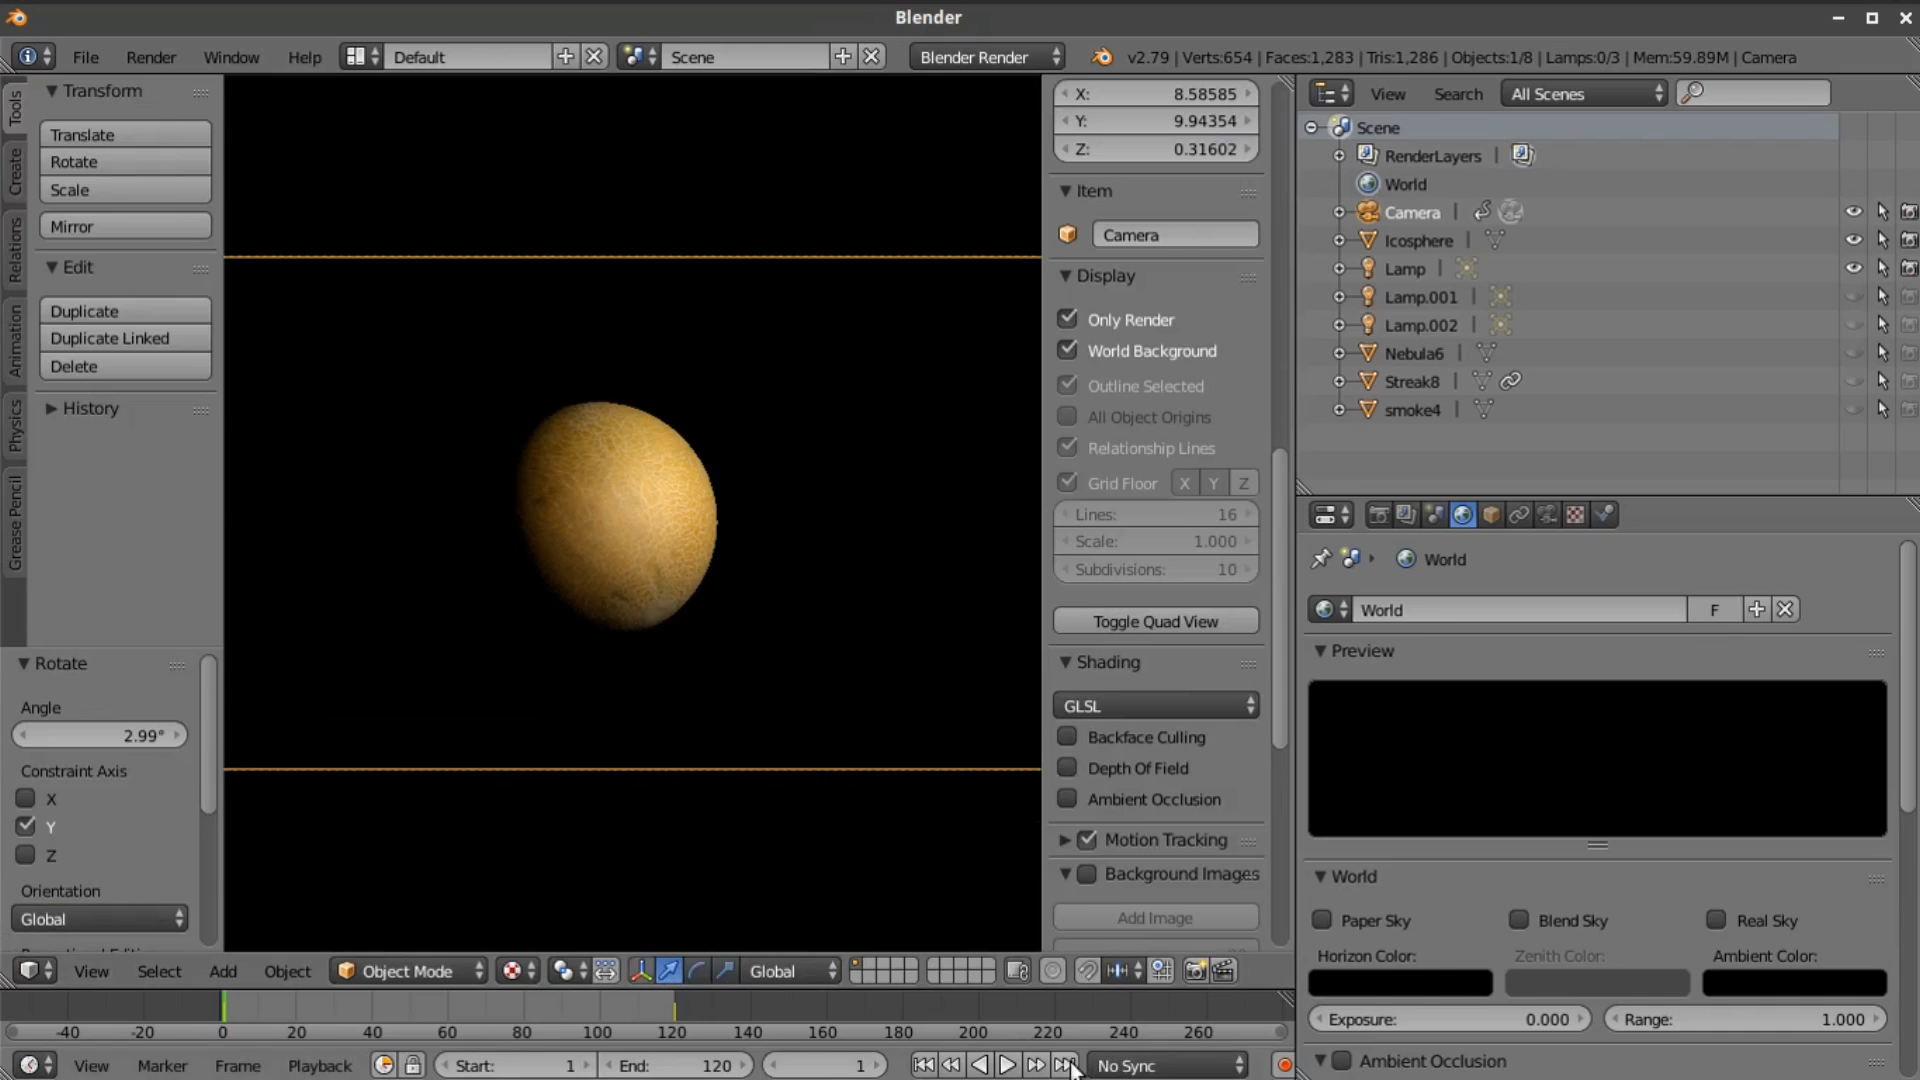 Blender
File Render Window Help Default Scene Blender Render v2.79 | Verts:654 | Faces:1,283 | Tris:1,286 | Objects:1/8 | Lamps:0/3 | Mem:59.89M | Camera
Tools
Create
Relations
Animation
Physics
Grease Pencil
Transform
Translate
Rotate
Scale
Mirror
Edit
Duplicate
Duplicate Linked
Delete
History
Rotate
Angle
2.99°
Constraint Axis
X
Y
Z
Orientation
Global
X: 8.58585
Y: 9.94354
Z: 0.31602
Item
Camera
Display
Only Render
World Background
Outline Selected
All Object Origins
Relationship Lines
Grid Floor X Y Z
Lines: 16
Scale: 1.000
Subdivisions: 10
Toggle Quad View
Shading
GLSL
Backface Culling
Depth Of Field
Ambient Occlusion
Motion Tracking
Background Images
Add Image
View Search All Scenes
Scene
RenderLayers |
World
Camera |
Icosphere |
Lamp |
Lamp.001 |
Lamp.002 |
Nebula6 |
Streak8 |
smoke4 |
World
World F
Preview
World
Paper Sky Blend Sky Real Sky
Horizon Color: Zenith Color: Ambient Color:
Exposure: 0.000 Range: 1.000
Ambient Occlusion
View Select Add Object Object Mode Global
-40 -20 0 20 40 60 80 100 120 140 160 180 200 220 240 260
View Marker Frame Playback Start: 1 End: 120 1 No Sync